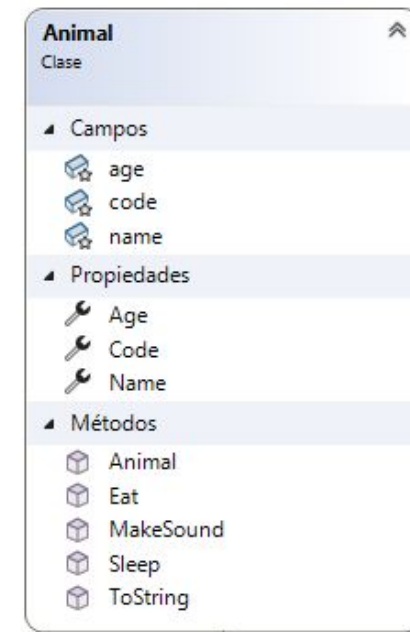 Animal
Clase
Campos
age
code
name
Propiedades
Age
Code
Name
Métodos
Animal
Eat
MakeSound
Sleep
ToString